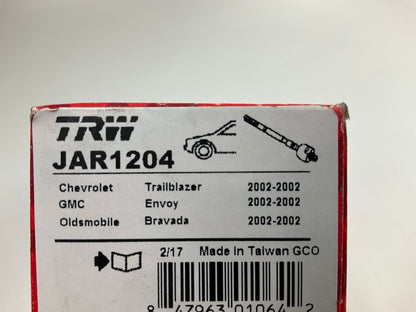 TRW
JAR1204
Chevrolet Trailblazer 2002-2002
GMC Envoy 2002-2002
Oldsmobile Bravada 2002-2002
2/17 Made In Taiwan GCO
8 47963 01064 2